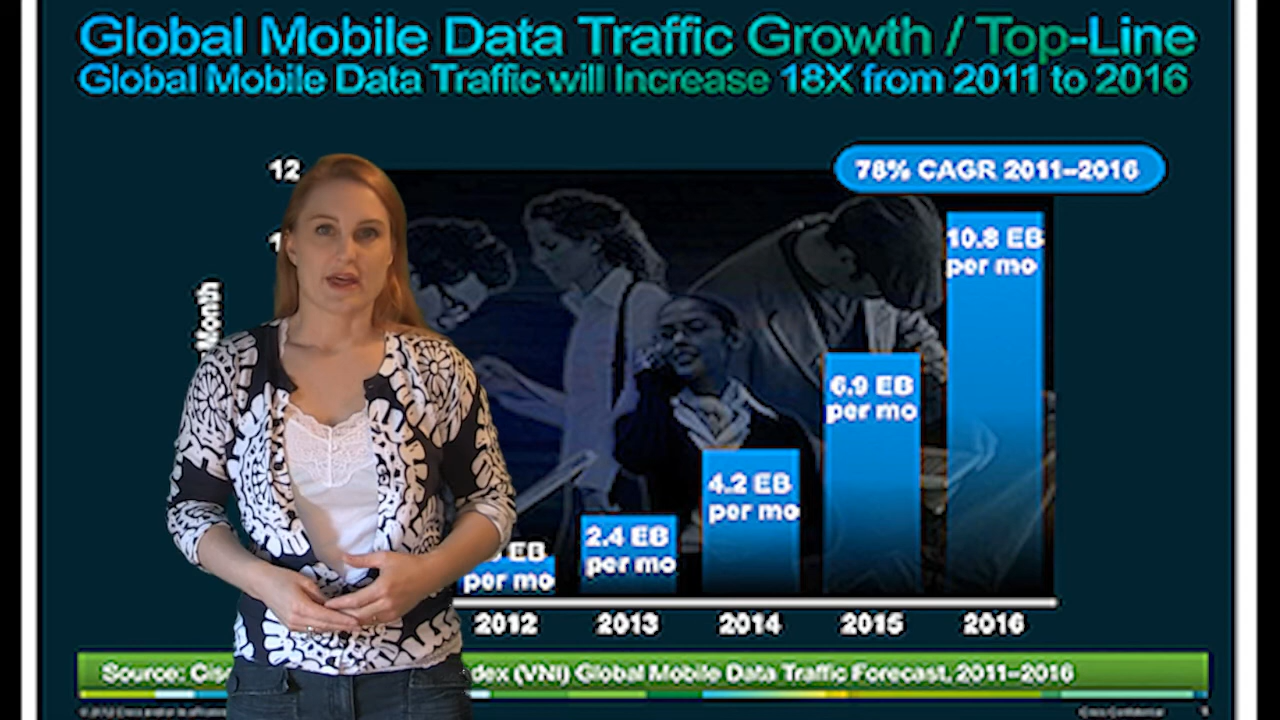 Global Mobile Data Traffic Growth / Top-Line
Global Mobile Data Traffic will Increase 18X from 2011 to 2016
12
78% CAGR 2011–2016
10.8 EB
per mo
Month
6.9 EB
per mo
4.2 EB
per mo
2.4 EB
per mo
EB
per mo
2012 2013 2014 2015 2016
Source: (VNI) Global Mobile Data Traffic Forecast, 2011–2016
Cisco Confidential